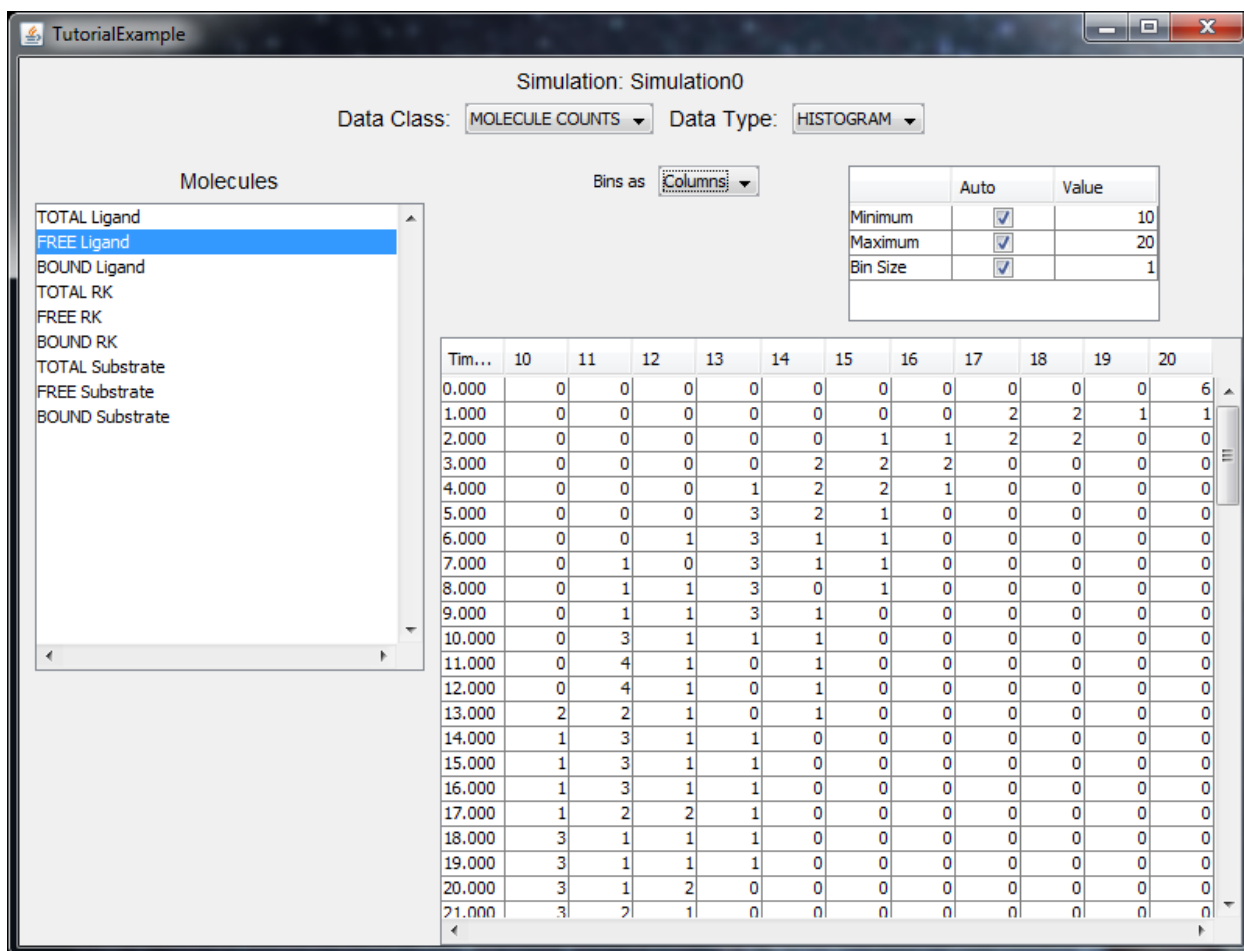 TutorialExample
Simulation: Simulation0
Data Class: MOLECULE COUNTS Data Type: HISTOGRAM
Molecules
TOTAL Ligand
FREE Ligand
BOUND Ligand
TOTAL RK
FREE RK
BOUND RK
TOTAL Substrate
FREE Substrate
BOUND Substrate
Bins as Columns
Auto Value
Minimum 10
Maximum 20
Bin Size 1
Tim... 10 11 12 13 14 15 16 17 18 19 20
0.000 0 0 0 0 0 0 0 0 0 0 6
1.000 0 0 0 0 0 0 0 2 2 1 1
2.000 0 0 0 0 0 1 1 2 2 0 0
3.000 0 0 0 0 2 2 2 0 0 0 0
4.000 0 0 0 1 2 2 1 0 0 0 0
5.000 0 0 0 3 2 1 0 0 0 0 0
6.000 0 0 1 3 1 1 0 0 0 0 0
7.000 0 1 0 3 1 1 0 0 0 0 0
8.000 0 1 1 3 0 1 0 0 0 0 0
9.000 0 1 1 3 1 0 0 0 0 0 0
10.000 0 3 1 1 1 0 0 0 0 0 0
11.000 0 4 1 0 1 0 0 0 0 0 0
12.000 0 4 1 0 1 0 0 0 0 0 0
13.000 2 2 1 0 1 0 0 0 0 0 0
14.000 1 3 1 1 0 0 0 0 0 0 0
15.000 1 3 1 1 0 0 0 0 0 0 0
16.000 1 3 1 1 0 0 0 0 0 0 0
17.000 1 2 2 1 0 0 0 0 0 0 0
18.000 3 1 1 1 0 0 0 0 0 0 0
19.000 3 1 1 1 0 0 0 0 0 0 0
20.000 3 1 2 0 0 0 0 0 0 0 0
21.000 3 2 1 0 0 0 0 0 0 0 0